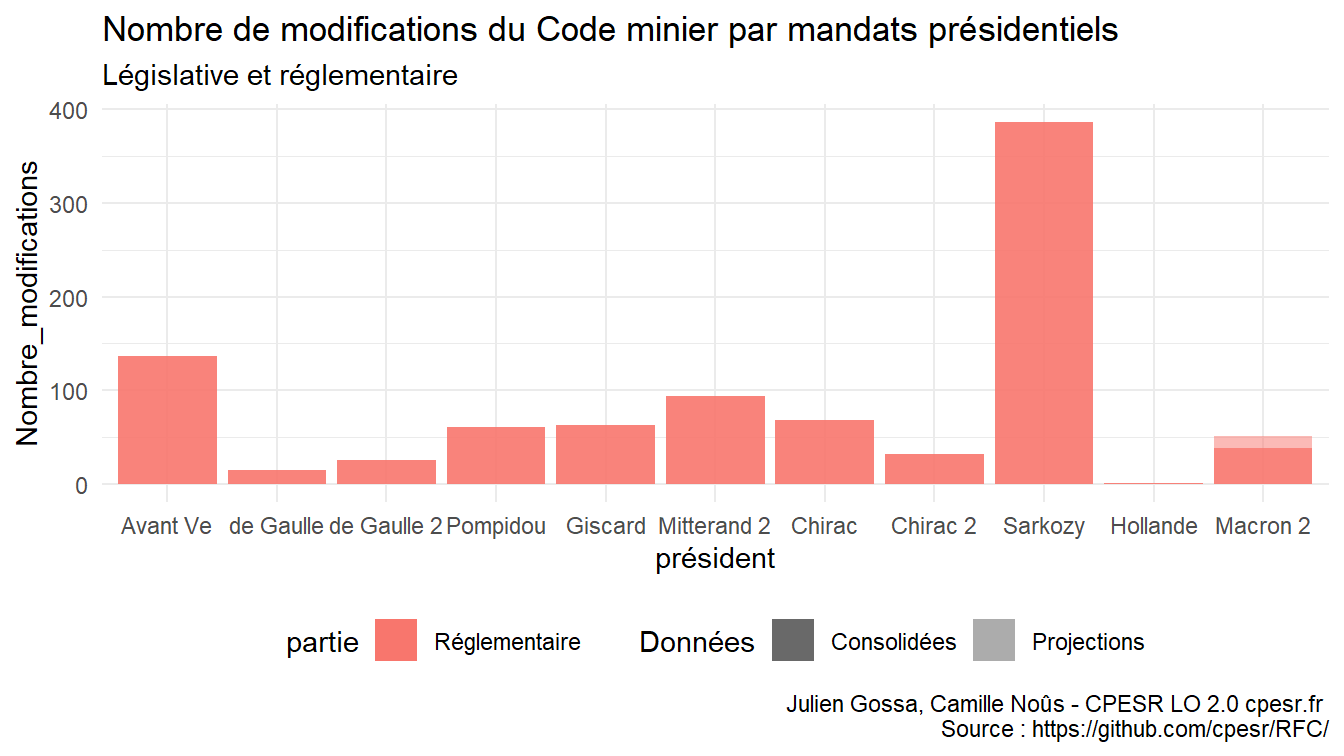 Nombre de modifications du Code minier par mandats présidentiels
Législative et réglementaire
Nombre_modifications
400
300
200
100
0
Avant Ve de Gaulle de Gaulle 2 Pompidou Giscard Mitterand 2 Chirac Chirac 2 Sarkozy Hollande Macron 2
président
partie Réglementaire Données Consolidées Projections
Julien Gossa, Camille Noûs - CPESR LO 2.0 cpesr.fr
Source : https://github.com/cpesr/RFC/